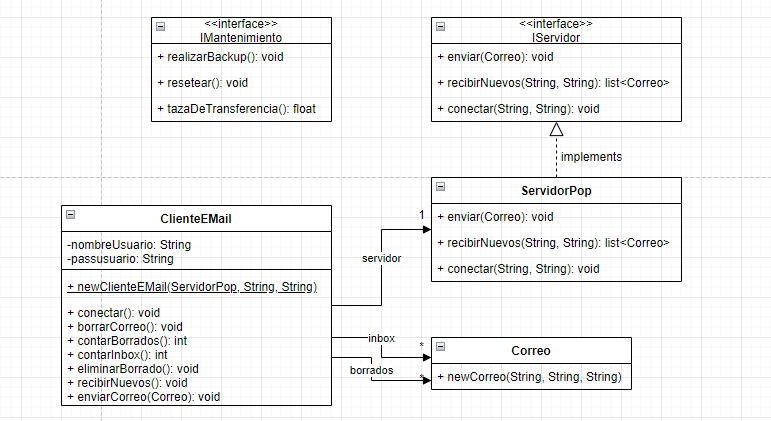 <<interface>>
IMantenimiento
+ realizarBackup(): void
+ resetear(): void
+ tazaDeTransferencia(): float
<<interface>>
IServidor
+ enviar(Correo): void
+ recibirNuevos(String, String): list<Correo>
+ conectar(String, String): void
implements
ServidorPop
+ enviar(Correo): void
+ recibirNuevos(String, String): list<Correo>
+ conectar(String, String): void
ClienteEMail
-nombreUsuario: String
-passusuario: String
+ newClienteEMail(ServidorPop, String, String)
+ conectar(): void
+ borrarCorreo(): void
+ contarBorrados(): int
+ contarInbox(): int
+ eliminarBorrado(): void
+ recibirNuevos(): void
+ enviarCorreo(Correo): void
1
servidor
inbox
*
borrados
*
Correo
+ newCorreo(String, String, String)